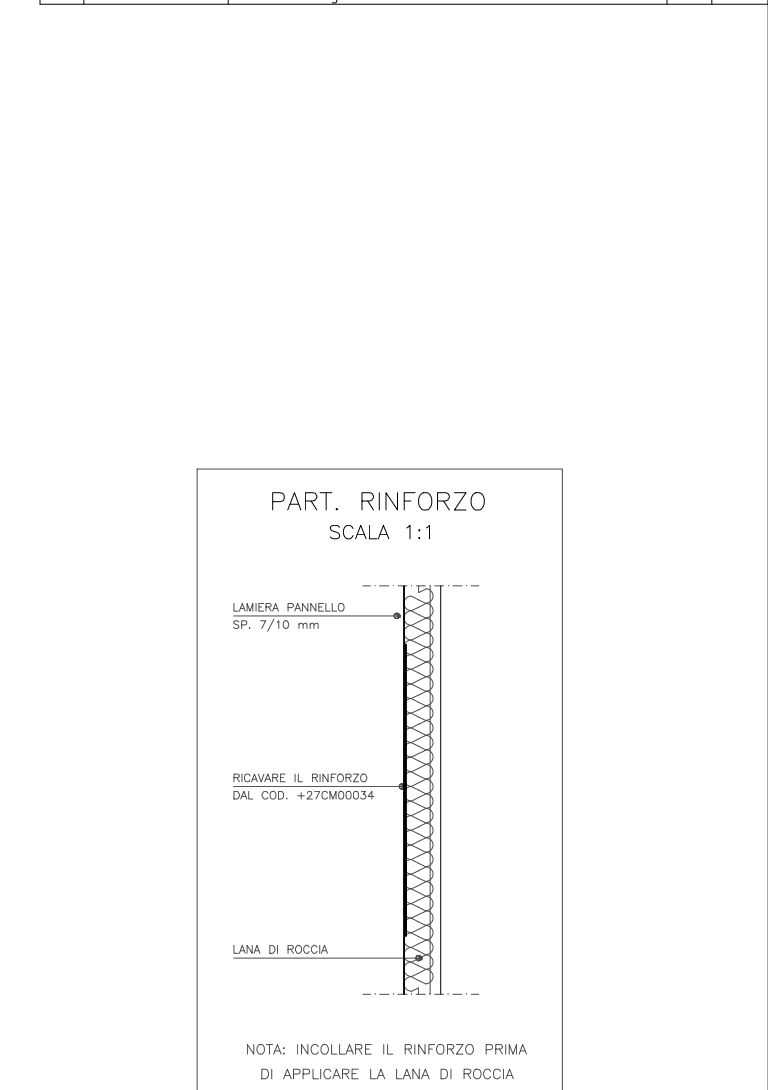 PART. RINFORZO
SCALA 1:1
LAMIERA PANNELLO
SP. 7/10 mm
RICAVARE IL RINFORZO
DAL COD. +27CM00034
LANA DI ROCCIA
NOTA: INCOLLARE IL RINFORZO PRIMA
DI APPLICARE LA LANA DI ROCCIA